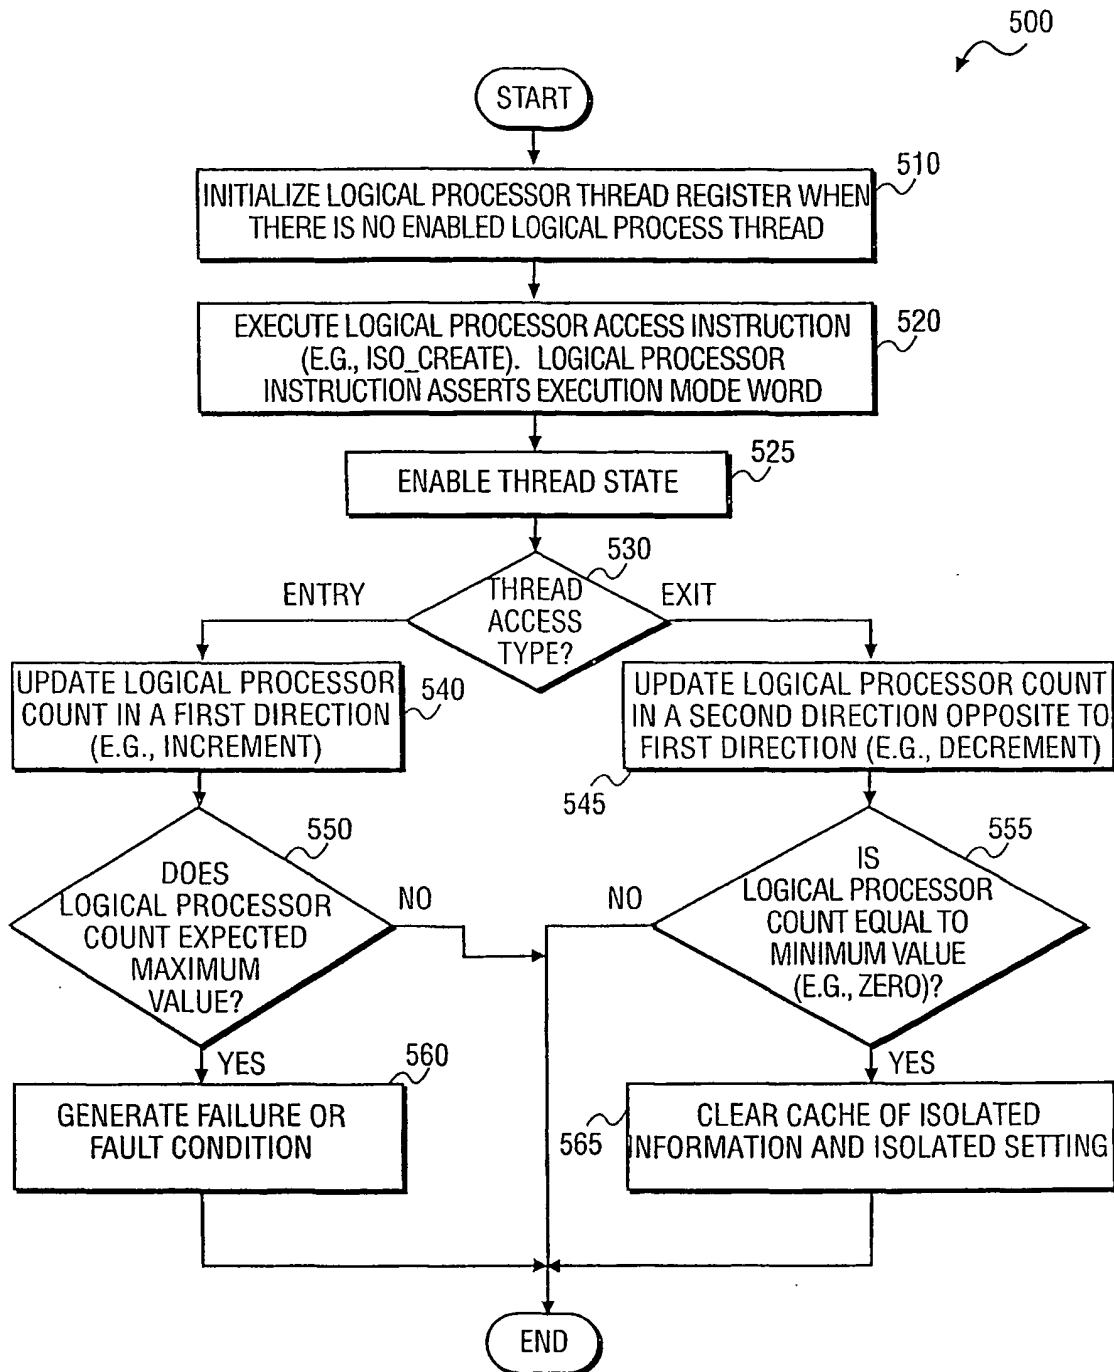 500
START
510
INITIALIZE LOGICAL PROCESSOR THREAD REGISTER WHEN
THERE IS NO ENABLED LOGICAL PROCESS THREAD
EXECUTE LOGICAL PROCESSOR ACCESS INSTRUCTION
(E.G., ISO_CREATE). LOGICAL PROCESSOR
INSTRUCTION ASSERTS EXECUTION MODE WORD
520
ENABLE THREAD STATE
525
530
THREAD
ACCESS
TYPE?
ENTRY
EXIT
UPDATE LOGICAL PROCESSOR
COUNT IN A FIRST DIRECTION
(E.G., INCREMENT)
540
UPDATE LOGICAL PROCESSOR COUNT
IN A SECOND DIRECTION OPPOSITE TO
FIRST DIRECTION (E.G., DECREMENT)
545
550
DOES
LOGICAL PROCESSOR
COUNT EXPECTED
MAXIMUM
VALUE?
NO
555
IS
LOGICAL PROCESSOR
COUNT EQUAL TO
MINIMUM VALUE
(E.G., ZERO)?
NO
YES
560
GENERATE FAILURE OR
FAULT CONDITION
YES
565
CLEAR CACHE OF ISOLATED
INFORMATION AND ISOLATED SETTING
END